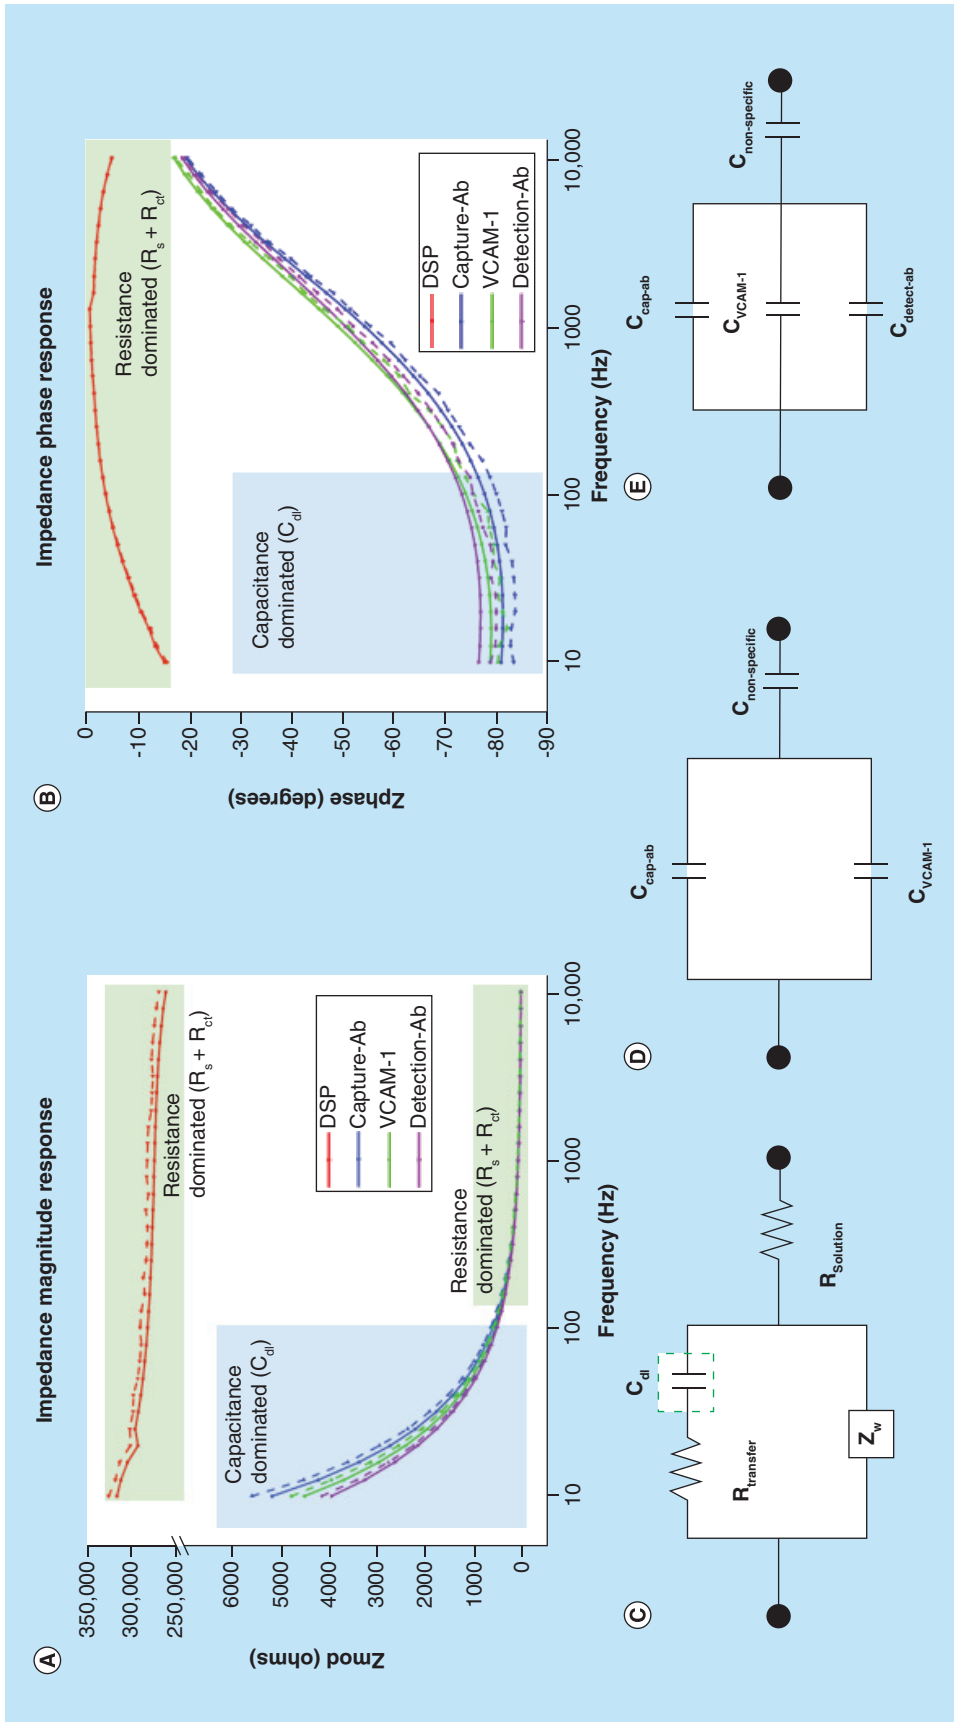 A
Impedance magnitude response
Zmod (ohms)
350,000
300,000
250,000
6000
5000
4000
3000
2000
1000
0
Resistance
dominated (Rs + Rct)
Capacitance
dominated (Cdl)
DSP
Capture-Ab
VCAM-1
Detection-Ab
Resistance
dominated (Rs + Rct)
10
100
1000
10,000
Frequency (Hz)
B
Impedance phase response
Zphase (degrees)
0
-10
-20
-30
-40
-50
-60
-70
-80
-90
Resistance
dominated (Rs + Rct)
Capacitance
dominated (Cdl)
DSP
Capture-Ab
VCAM-1
Detection-Ab
10
100
1000
10,000
Frequency (Hz)
C
Cdl
Rtransfer
Zw
RSolution
D
Ccap-ab
CVCAM-1
Cnon-specific
E
Ccap-ab
CVCAM-1
Cdetect-ab
Cnon-specific